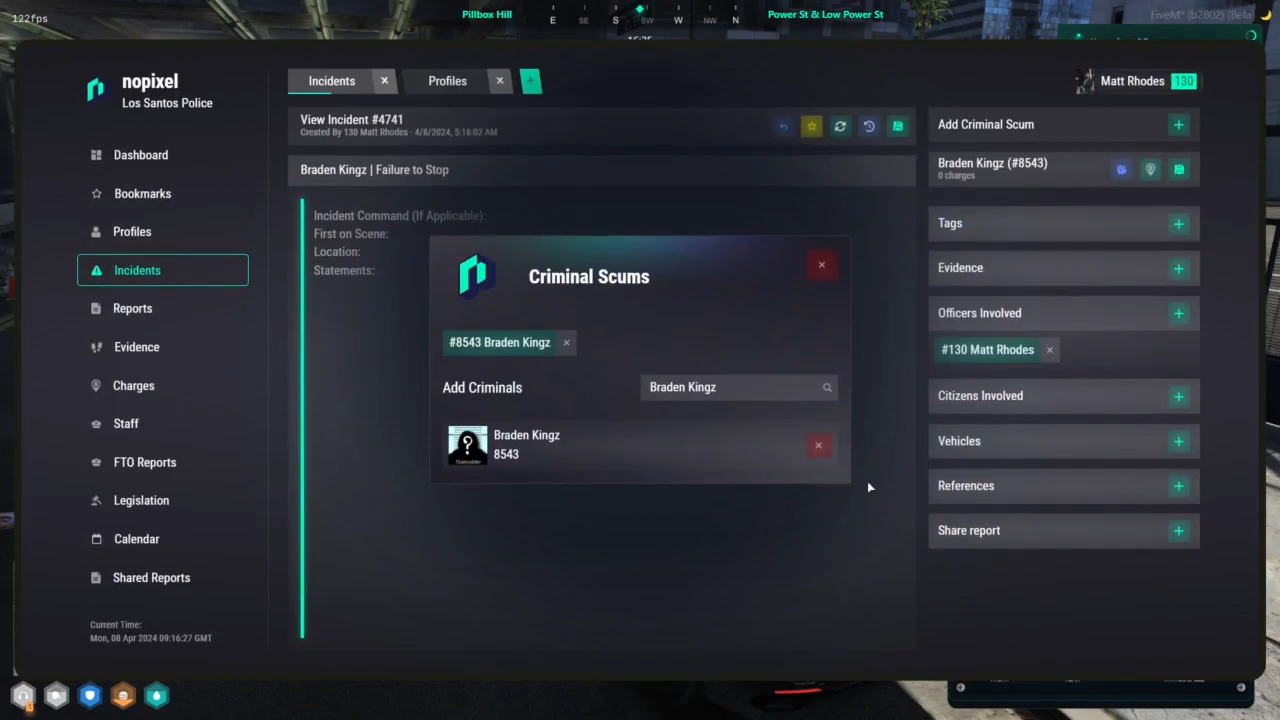 122fps
Pillbox Hill
E SE S SW W NW N
Power St & Low Power St
FiveM* (b2802) (Beta)
nopixel
Los Santos Police
Dashboard
Bookmarks
Profiles
Incidents
Reports
Evidence
Charges
Staff
FTO Reports
Legislation
Calendar
Shared Reports
Current Time:
Mon, 08 Apr 2024 09:16:27 GMT
Incidents
Profiles
Matt Rhodes 130
View Incident #4741
Created By 130 Matt Rhodes · 4/8/2024, 5:16:02 AM
Braden Kingz | Failure to Stop
Incident Command (If Applicable):
First on Scene:
Location:
Statements:
Criminal Scums
#8543 Braden Kingz
Add Criminals
Braden Kingz
Braden Kingz
8543
Add Criminal Scum
Braden Kingz (#8543)
0 charges
Tags
Evidence
Officers Involved
#130 Matt Rhodes
Citizens Involved
Vehicles
References
Share report